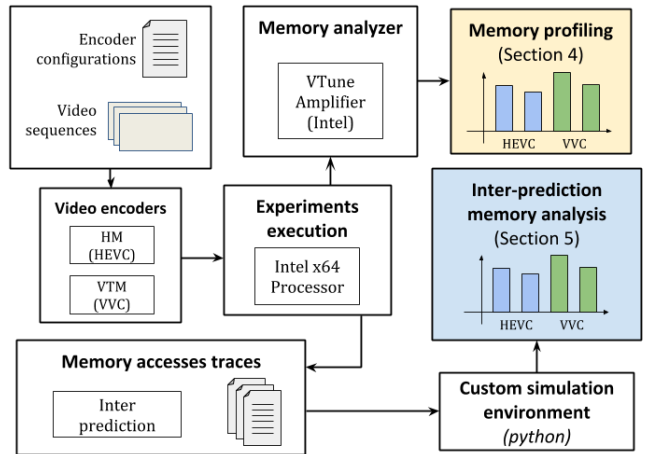 Encoder
configurations
Video
sequences
Memory analyzer
VTune
Amplifier
(Intel)
Memory profiling
(Section 4)
HEVC VVC
Video encoders
HM
(HEVC)
VTM
(VVC)
Experiments
execution
Intel x64
Processor
Inter-prediction
memory analysis
(Section 5)
HEVC VVC
Memory accesses traces
Inter
prediction
Custom simulation
environment
(python)